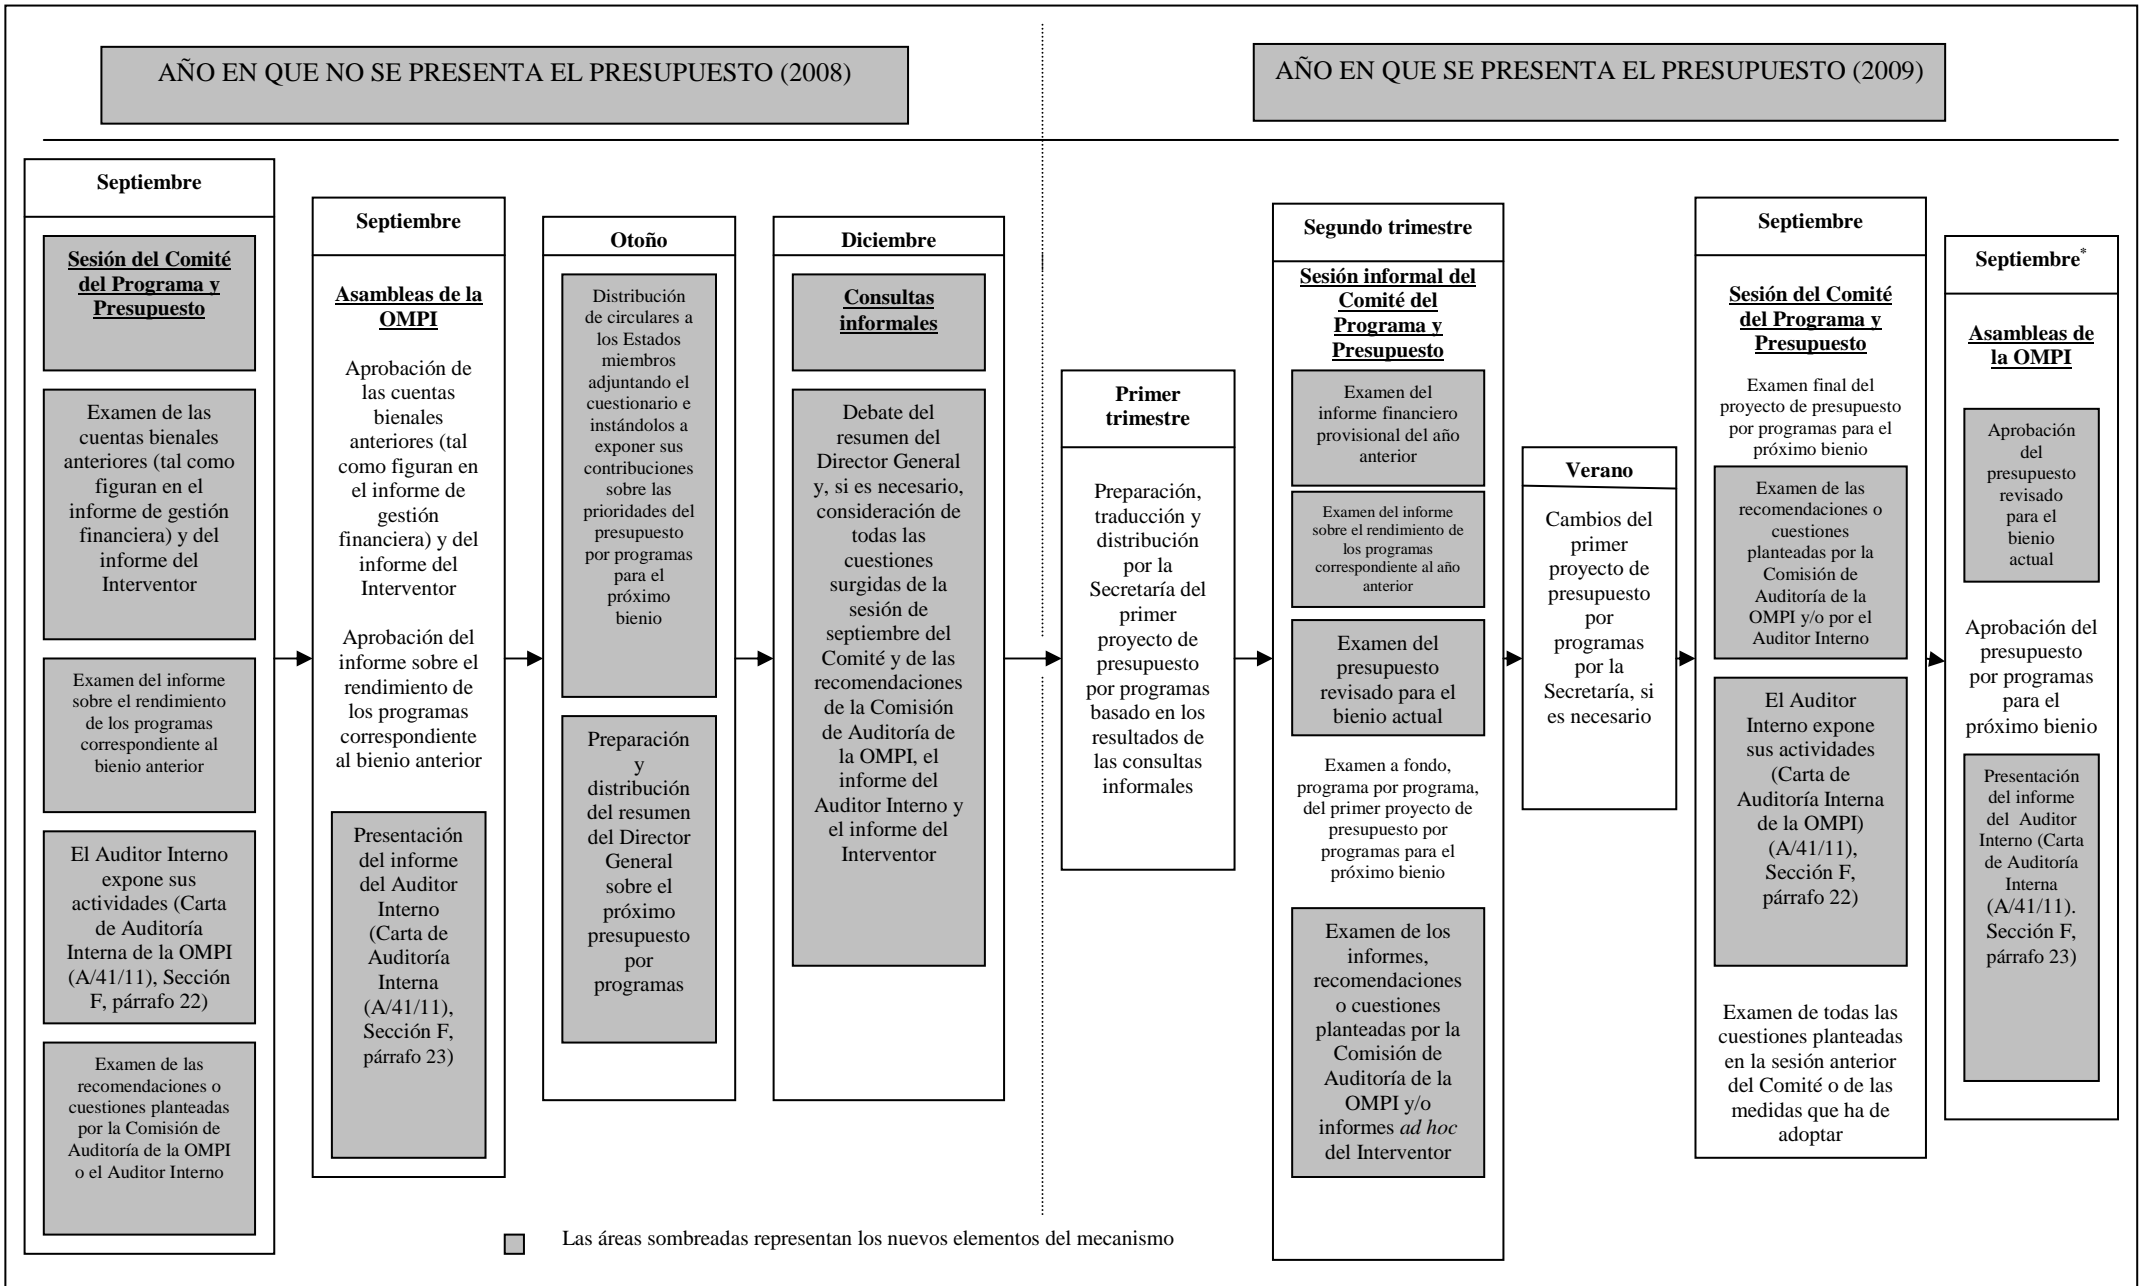 AÑO EN QUE NO SE PRESENTA EL PRESUPUESTO (2008)
AÑO EN QUE SE PRESENTA EL PRESUPUESTO (2009)
Septiembre
Sesión del Comité
del Programa y
Presupuesto
Examen de las
cuentas bienales
anteriores (tal como
figuran en el
informe de gestión
financiera) y del
informe del
Interventor
Examen del informe
sobre el rendimiento
de los programas
correspondiente al
bienio anterior
El Auditor Interno
expone sus
actividades (Carta
de Auditoría
Interna de la OMPI
(A/41/11), Sección
F, párrafo 22)
Examen de las
recomendaciones o
cuestiones planteadas
por la Comisión de
Auditoría de la OMPI
o el Auditor Interno
Septiembre
Asambleas de la
OMPI
Aprobación de
las cuentas
bienales
anteriores (tal
como figuran en
el informe de
gestión
financiera) y del
informe del
Interventor
Aprobación del
informe sobre el
rendimiento de
los programas
correspondiente
al bienio anterior
Presentación
del informe
del Auditor
Interno
(Carta de
Auditoría
Interna
(A/41/11),
Sección F,
párrafo 23)
Otoño
Distribución
de circulares a
los Estados
miembros
adjuntando el
cuestionario e
instándolos a
exponer sus
contribuciones
sobre las
prioridades del
presupuesto
por programas
para el
próximo
bienio
Preparación
y
distribución
del resumen
del Director
General
sobre el
próximo
presupuesto
por
programas
Diciembre
Consultas
informales
Debate del
resumen del
Director General
y, si es necesario,
consideración de
todas las
cuestiones
surgidas de la
sesión de
septiembre del
Comité y de las
recomendaciones
de la Comisión
de Auditoría de
la OMPI, el
informe del
Auditor Interno y
el informe del
Interventor
Primer
trimestre
Preparación,
traducción y
distribución
por la
Secretaría del
primer
proyecto de
presupuesto
por programas
basado en los
resultados de
las consultas
informales
Segundo trimestre
Sesión informal del
Comité del
Programa y
Presupuesto
Examen del
informe financiero
provisional del año
anterior
Examen del informe
sobre el rendimiento de
los programas
correspondiente al año
anterior
Examen del
presupuesto
revisado para el
bienio actual
Examen a fondo,
programa por programa,
del primer proyecto de
presupuesto por
programas para el
próximo bienio
Examen de los
informes,
recomendaciones
o cuestiones
planteadas por la
Comisión de
Auditoría de la
OMPI y/o
informes ad hoc
del Interventor
Verano
Cambios del
primer
proyecto de
presupuesto
por
programas
por la
Secretaría, si
es necesario
Septiembre
Sesión del Comité
del Programa y
Presupuesto
Examen final del
proyecto de presupuesto
por programas para el
próximo bienio
Examen de las
recomendaciones o
cuestiones
planteadas por la
Comisión de
Auditoría de la
OMPI y/o por el
Auditor Interno
El Auditor
Interno expone
sus actividades
(Carta de
Auditoría Interna
de la OMPI)
(A/41/11),
Sección F,
párrafo 22)
Examen de todas las
cuestiones planteadas
en la sesión anterior
del Comité o de las
medidas que ha de
adoptar
Septiembre*
Asambleas de
la OMPI
Aprobación
del
presupuesto
revisado
para el
bienio
actual
Aprobación del
presupuesto
por programas
para el
próximo bienio
Presentación
del informe
del Auditor
Interno (Carta
de Auditoría
Interna
(A/41/11).
Sección F,
párrafo 23)
Las áreas sombreadas representan los nuevos elementos del mecanismo